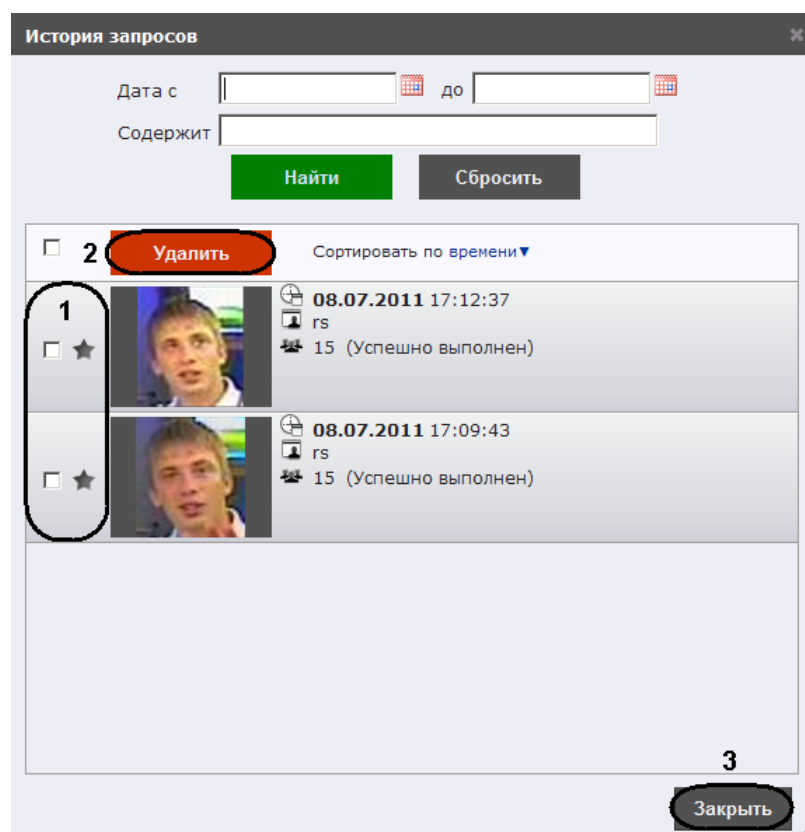 История запросов
Дата с до
Содержит
Найти Сбросить
2 Удалить Сортировать по времени▼
1
08.07.2011 17:12:37
rs
15 (Успешно выполнен)
08.07.2011 17:09:43
rs
15 (Успешно выполнен)
3
Закрыть